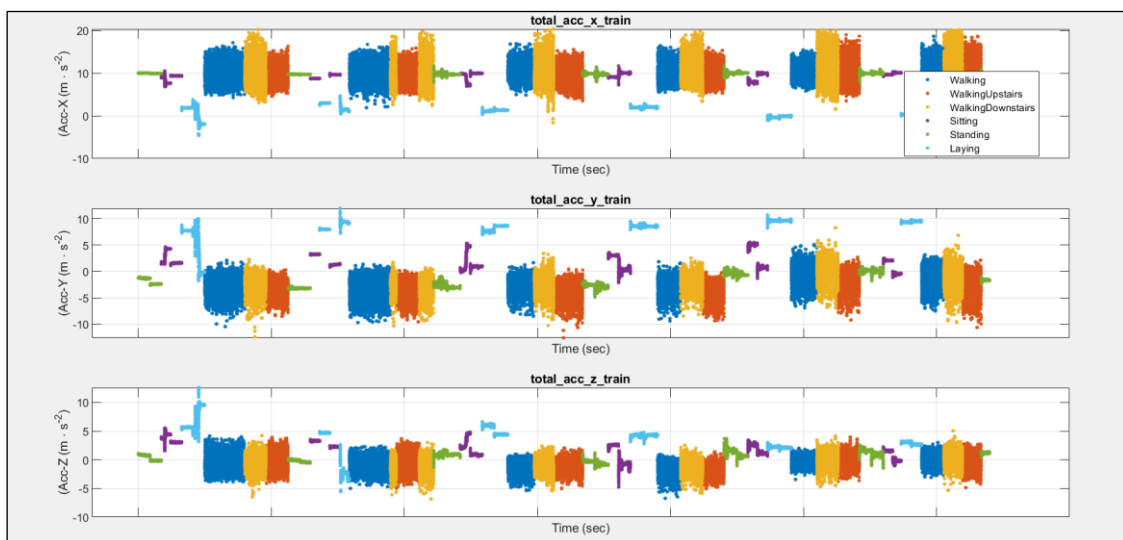 total_acc_x_train
20
10
0
-10
(Acc-X (m · s⁻²)
Time (sec)
Walking
WalkingUpstairs
WalkingDownstairs
Sitting
Standing
Laying
total_acc_y_train
10
5
0
-5
-10
(Acc-Y (m · s⁻²)
Time (sec)
total_acc_z_train
10
5
0
-5
-10
(Acc-Z (m · s⁻²)
Time (sec)